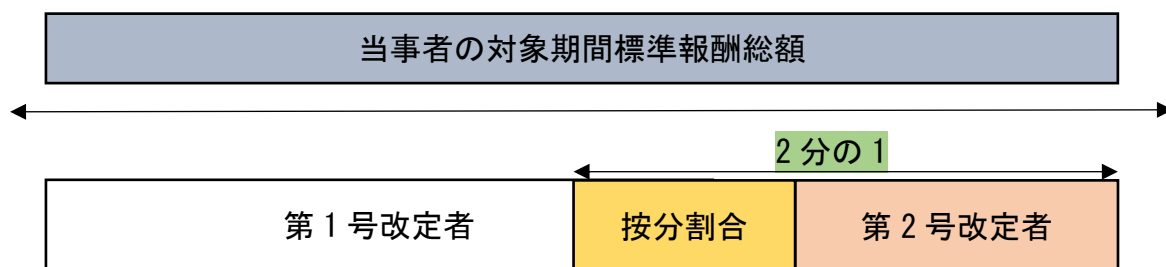 当事者の対象期間標準報酬総額
2分の1
第1号改定者
按分割合
第2号改定者